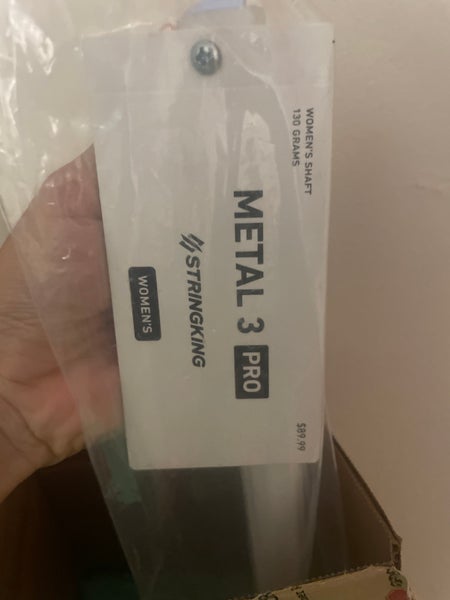 WOMEN'S SHAFT
130 GRAMS
$89.99
METAL 3 PRO
STRINGKING
WOMEN'S